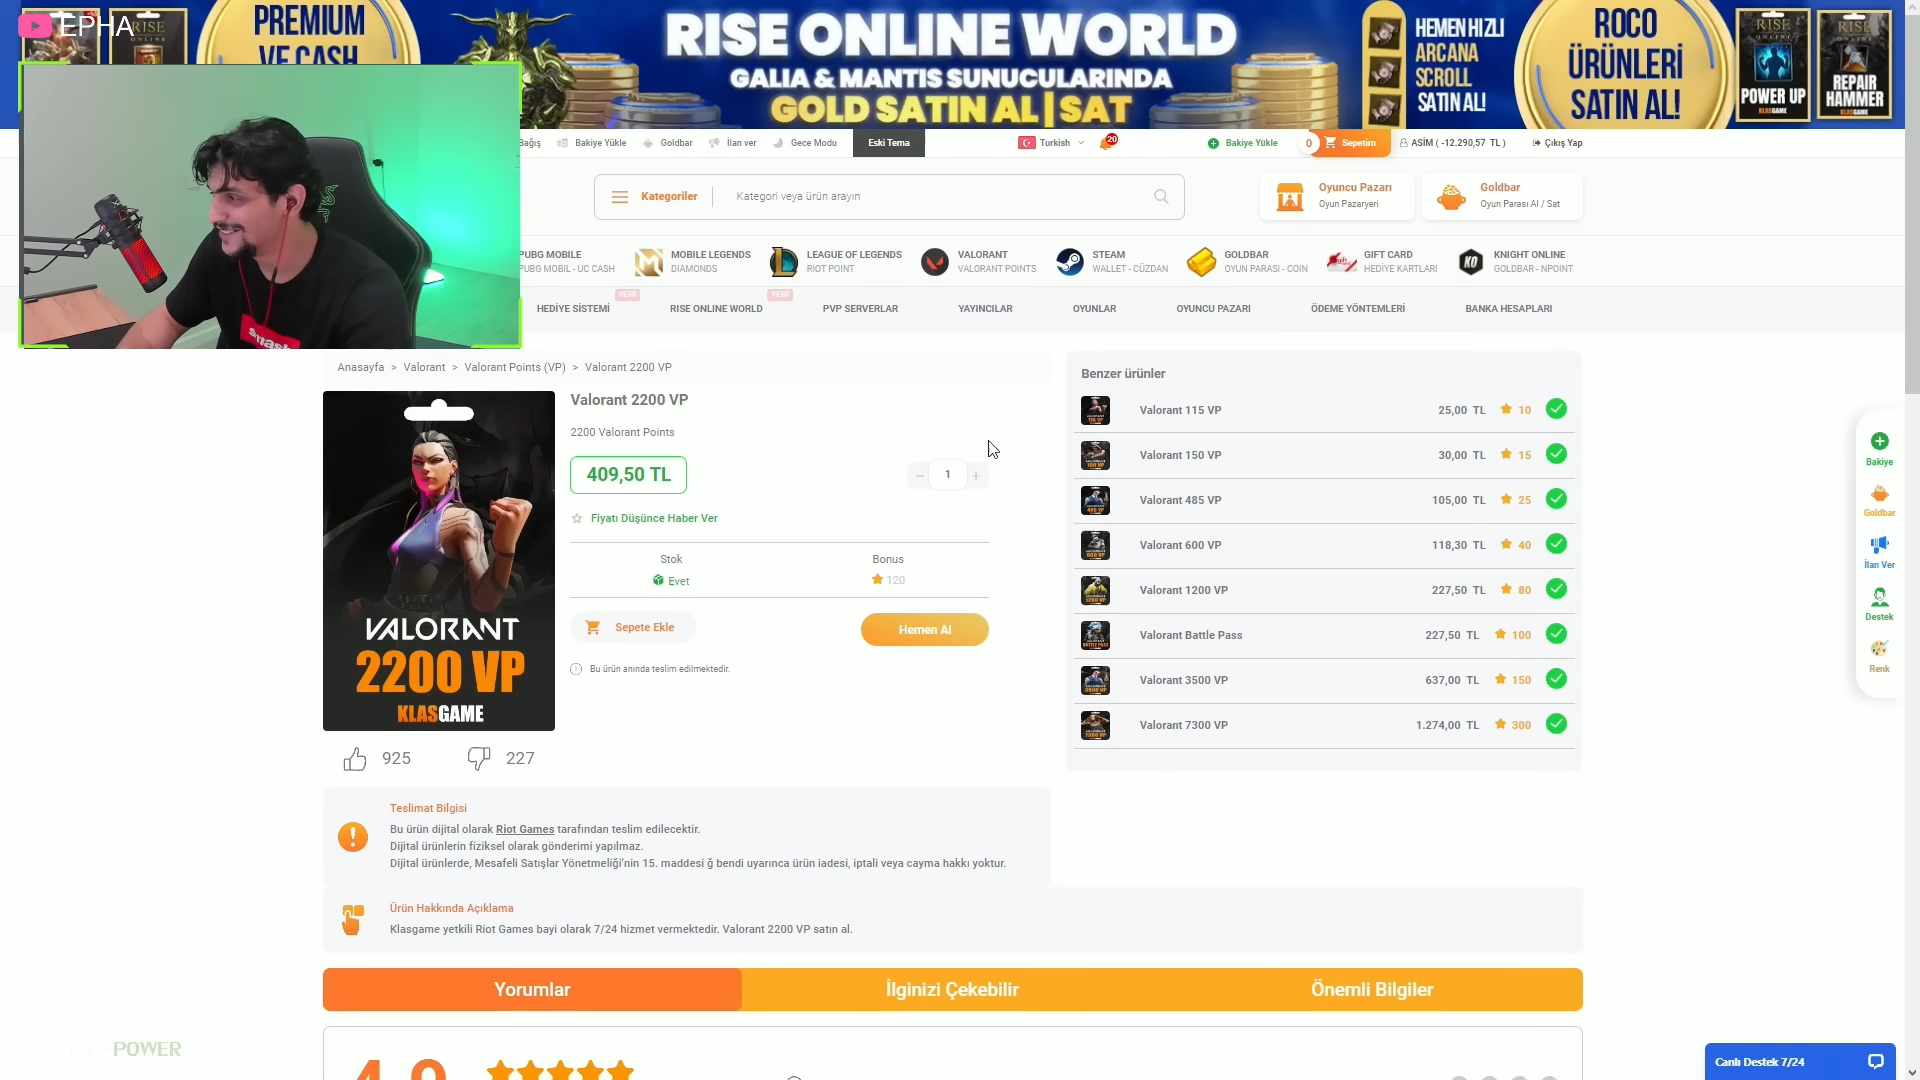 EPHA
PREMIUM
VE CASH
RISE ONLINE WORLD
GALIA & MANTIS SUNUCULARINDA
GOLD SATIN AL | SAT
HEMEN HIZLI
ARCANA
SCROLL
SATIN AL!
ROCO
ÜRÜNLERİ
SATIN AL!
RISE
POWER UP
KLASGAME
RISE
REPAIR
HAMMER
KLASGAME
Bağış
Bakiye Yükle
Goldbar
İlan ver
Gece Modu
Eski Tema
Turkish
20
Bakiye Yükle
0
Sepetim
ASİM ( -12.290,57 TL )
Çıkış Yap
Kategoriler
Kategori veya ürün arayın
Oyuncu Pazarı
Oyun Pazaryeri
Goldbar
Oyun Parası Al / Sat
PUBG MOBILE
PUBG MOBIL - UC CASH
MOBILE LEGENDS
DIAMONDS
LEAGUE OF LEGENDS
RIOT POINT
VALORANT
VALORANT POINTS
STEAM
WALLET - CÜZDAN
GOLDBAR
OYUN PARASI - COIN
GIFT CARD
HEDİYE KARTLARI
KO
KNIGHT ONLINE
GOLDBAR - NPOINT
HEDİYE SİSTEMİ
YENİ
RISE ONLINE WORLD
YENİ
PVP SERVERLAR
YAYINCILAR
OYUNLAR
OYUNCU PAZARI
ÖDEME YÖNTEMLERİ
BANKA HESAPLARI
Anasayfa > Valorant > Valorant Points (VP) > Valorant 2200 VP
VALORANT
2200 VP
KLASGAME
925
227
Valorant 2200 VP
2200 Valorant Points
409,50 TL
1
Fiyatı Düşünce Haber Ver
Stok
Bonus
Evet
120
Sepete Ekle
Hemen Al
Bu ürün anında teslim edilmektedir.
Benzer ürünler
Valorant 115 VP 25,00 TL 10
Valorant 150 VP 30,00 TL 15
Valorant 485 VP 105,00 TL 25
Valorant 600 VP 118,30 TL 40
Valorant 1200 VP 227,50 TL 80
Valorant Battle Pass 227,50 TL 100
Valorant 3500 VP 637,00 TL 150
Valorant 7300 VP 1.274,00 TL 300
Bakiye
Goldbar
İlan Ver
Destek
Renk
Teslimat Bilgisi
Bu ürün dijital olarak Riot Games tarafından teslim edilecektir.
Dijital ürünlerin fiziksel olarak gönderimi yapılmaz.
Dijital ürünlerde, Mesafeli Satışlar Yönetmeliği'nin 15. maddesi ğ bendi uyarınca ürün iadesi, iptali veya cayma hakkı yoktur.
Ürün Hakkında Açıklama
Klasgame yetkili Riot Games bayi olarak 7/24 hizmet vermektedir. Valorant 2200 VP satın al.
Yorumlar
İlginizi Çekebilir
Önemli Bilgiler
POWER
Canlı Destek 7/24